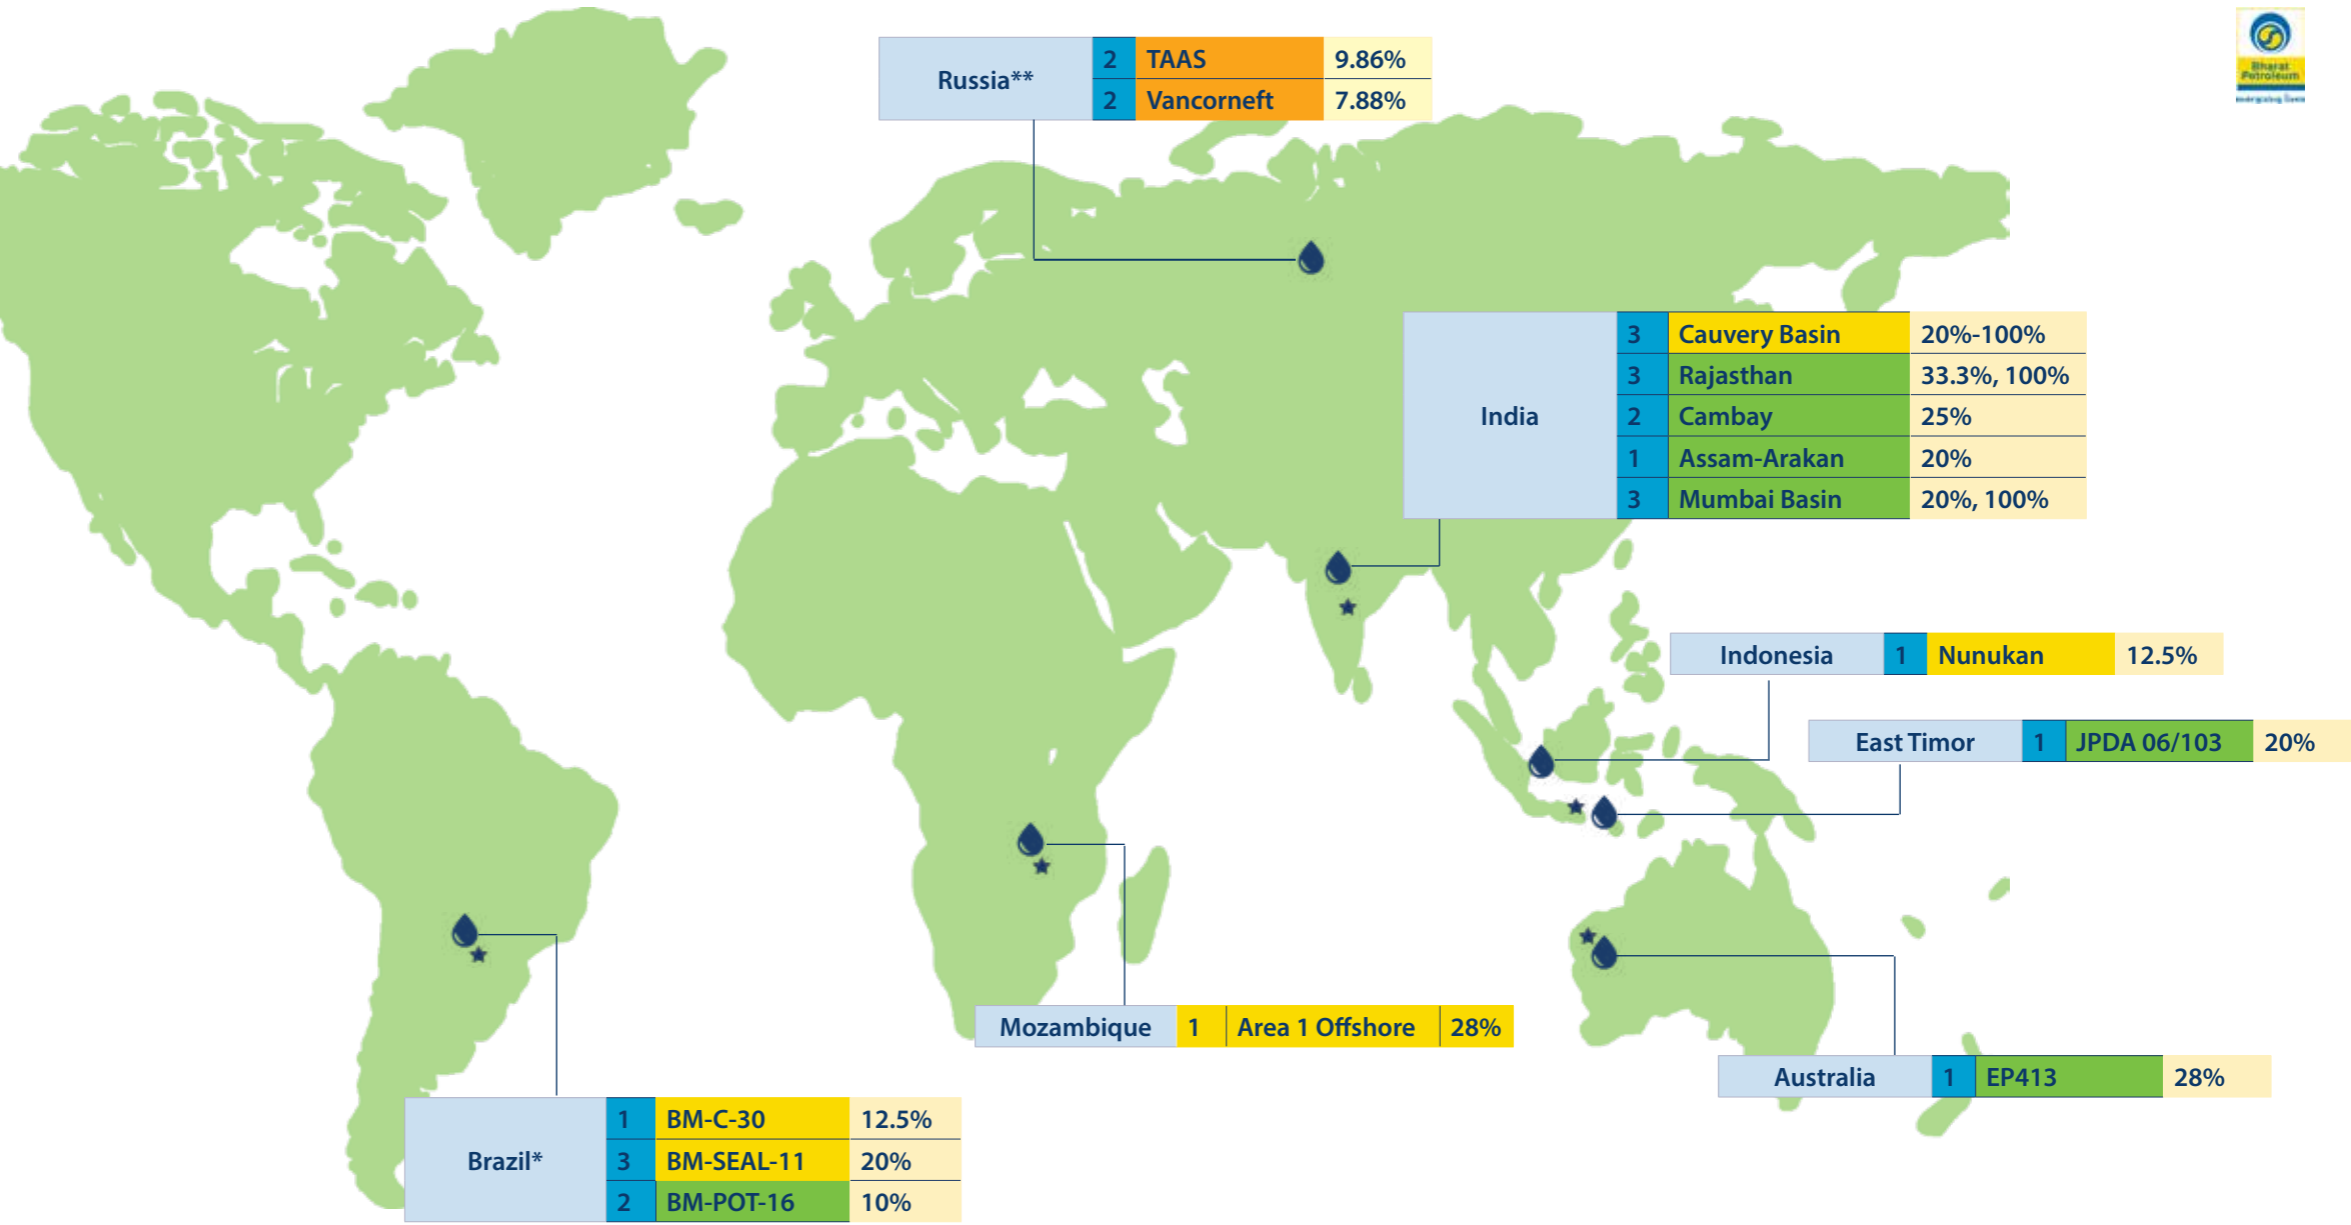 Bharat
Petroleum
Russia**
2 TAAS 9.86%
2 Vancorneft 7.88%
India
3 Cauvery Basin 20%-100%
3 Rajasthan 33.3%, 100%
2 Cambay 25%
1 Assam-Arakan 20%
3 Mumbai Basin 20%, 100%
Indonesia 1 Nunukan 12.5%
East Timor 1 JPDA 06/103 20%
Mozambique 1 Area 1 Offshore 28%
Australia 1 EP413 28%
Brazil*
1 BM-C-30 12.5%
3 BM-SEAL-11 20%
2 BM-POT-16 10%